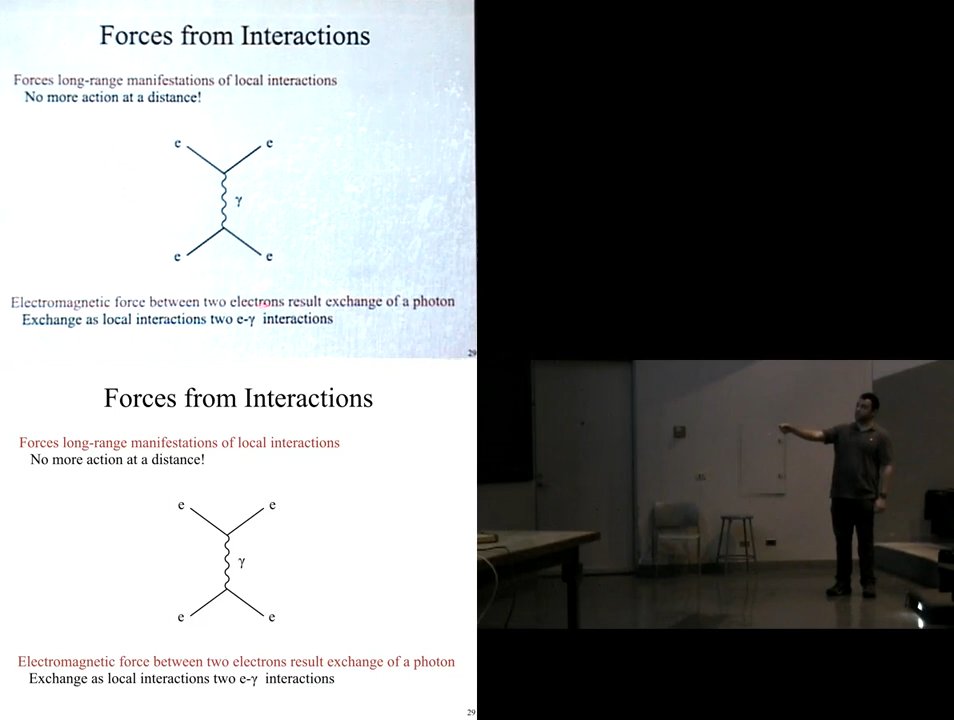 Forces from Interactions
Forces long-range manifestations of local interactions
No more action at a distance!
e e
γ
e e
Electromagnetic force between two electrons result exchange of a photon
Exchange as local interactions two e-γ interactions
29
Forces from Interactions
Forces long-range manifestations of local interactions
No more action at a distance!
e e
γ
e e
Electromagnetic force between two electrons result exchange of a photon
Exchange as local interactions two e-γ interactions
29